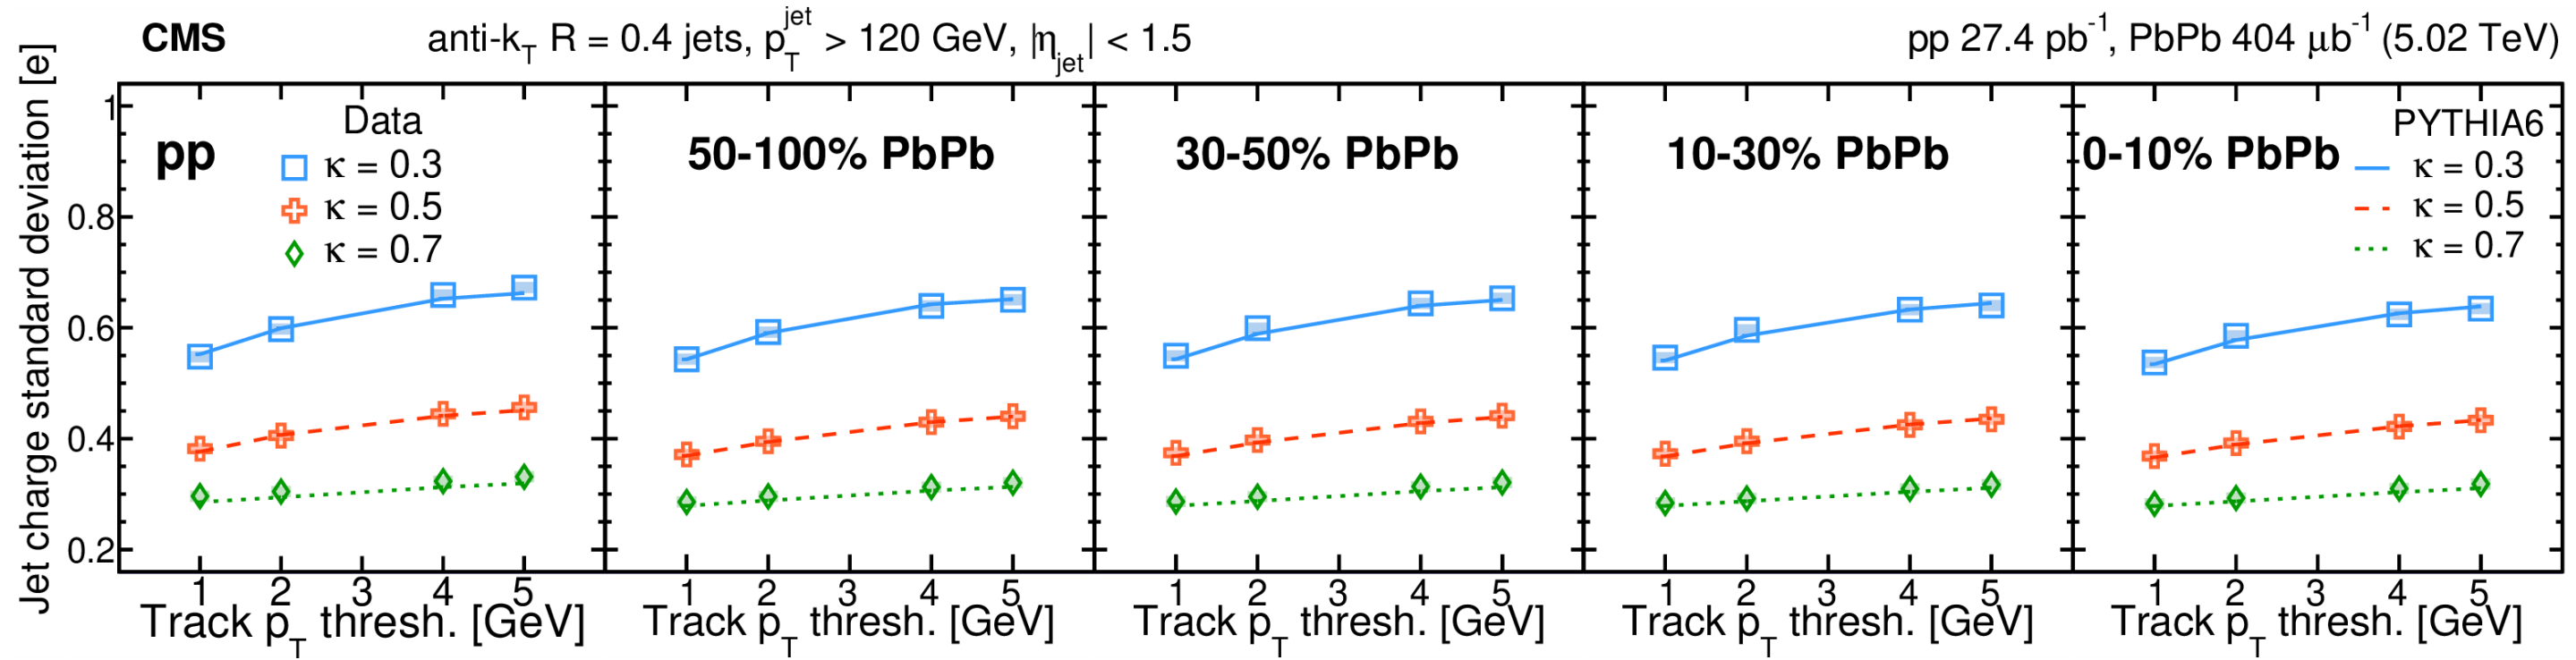 CMS anti-kT R = 0.4 jets, pTjet > 120 GeV, |ηjet| < 1.5 pp 27.4 pb-1, PbPb 404 μb-1 (5.02 TeV)
Jet charge standard deviation [e]
1
0.8
0.6
0.4
0.2
pp
Data
κ = 0.3
κ = 0.5
κ = 0.7
50-100% PbPb
30-50% PbPb
10-30% PbPb
0-10% PbPb
PYTHIA6
κ = 0.3
κ = 0.5
κ = 0.7
1 2 3 4 5 1 2 3 4 5 1 2 3 4 5 1 2 3 4 5 1 2 3 4 5
Track pT thresh. [GeV] Track pT thresh. [GeV] Track pT thresh. [GeV] Track pT thresh. [GeV] Track pT thresh. [GeV]